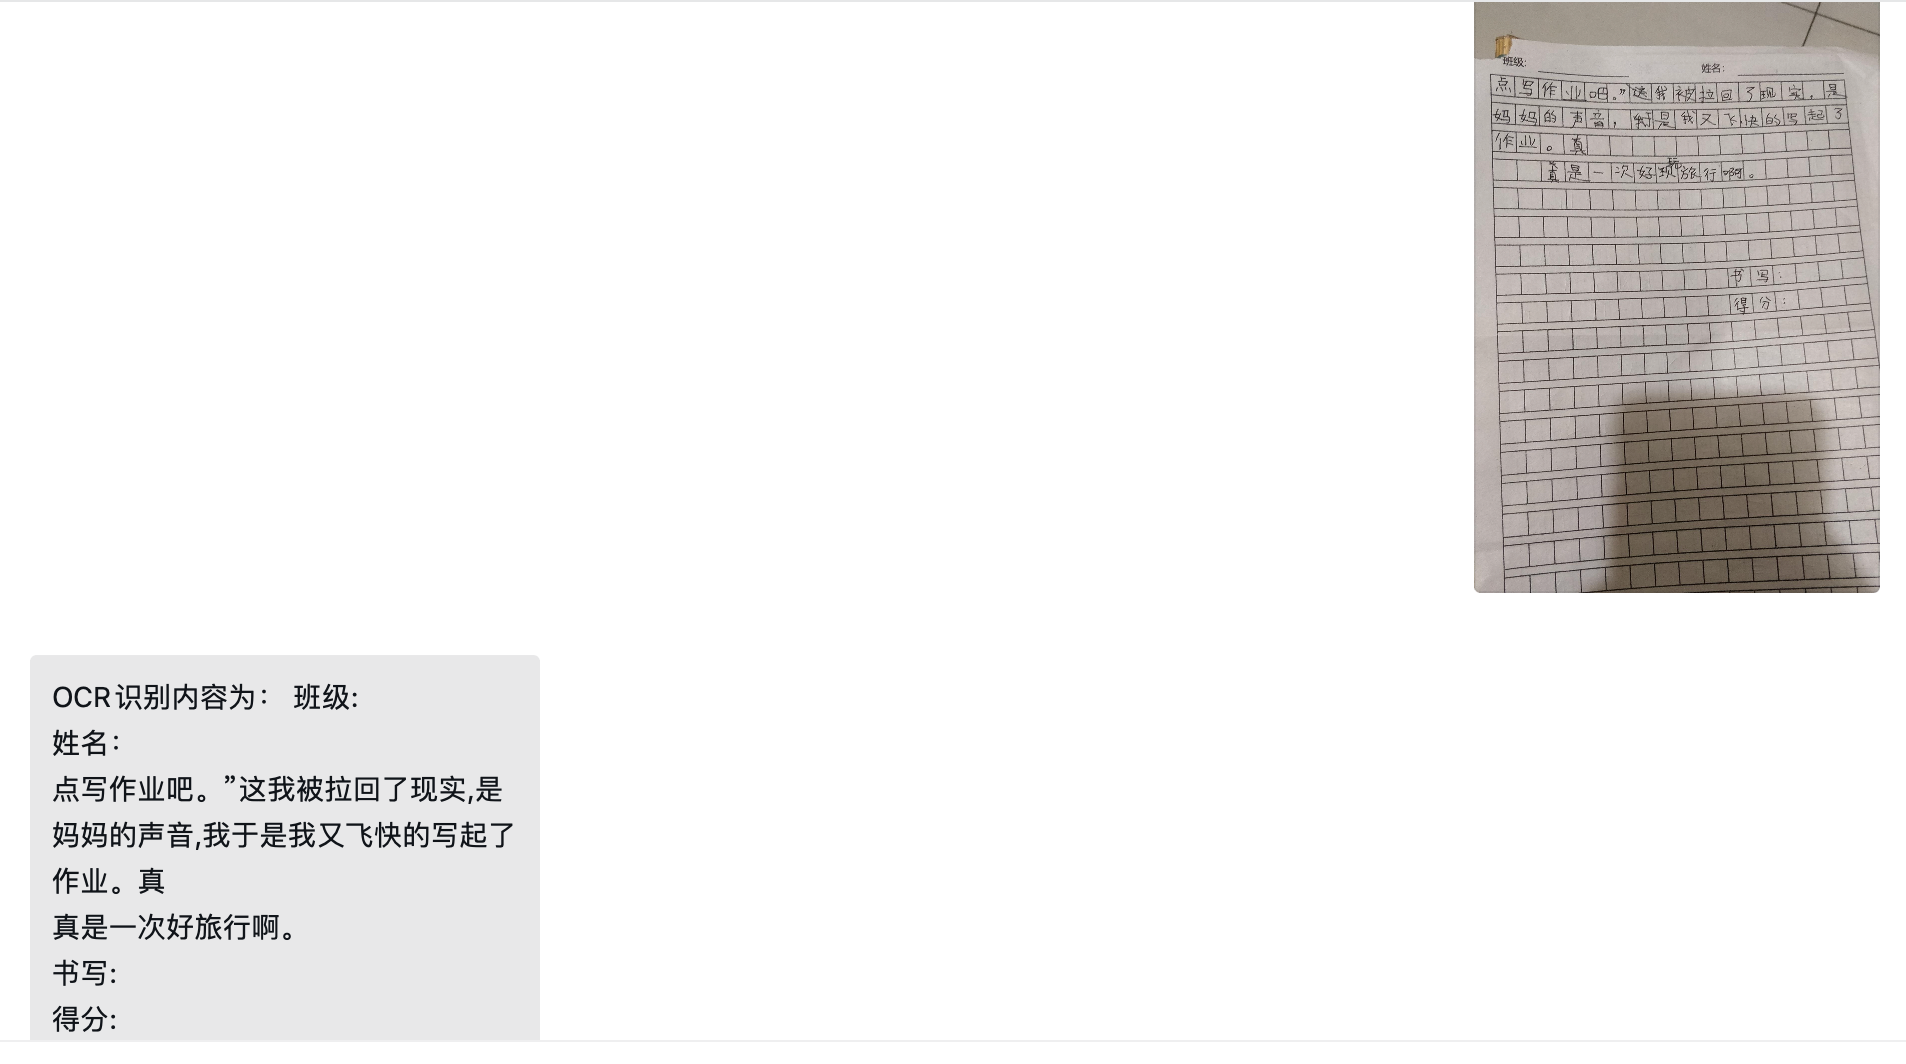 班级:
姓名:
点写作业吧。”这我被拉回了现实，是
妈妈的声音，于是我又飞快的写起了
作业。真
真是一次好玩旅行啊。
书写：
得分：
OCR识别内容为： 班级:
姓名：
点写作业吧。”这我被拉回了现实,是
妈妈的声音,我于是我又飞快的写起了
作业。真
真是一次好旅行啊。
书写:
得分: